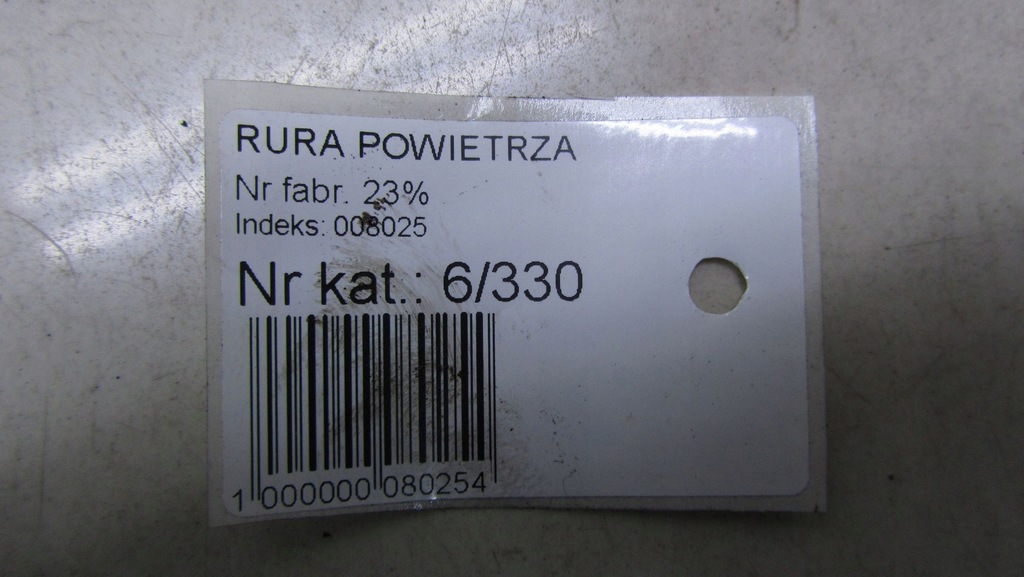 RURA POWIETRZA
Nr fabr. 23%
Indeks: 008025
Nr kat.: 6/330
1 000000 080254